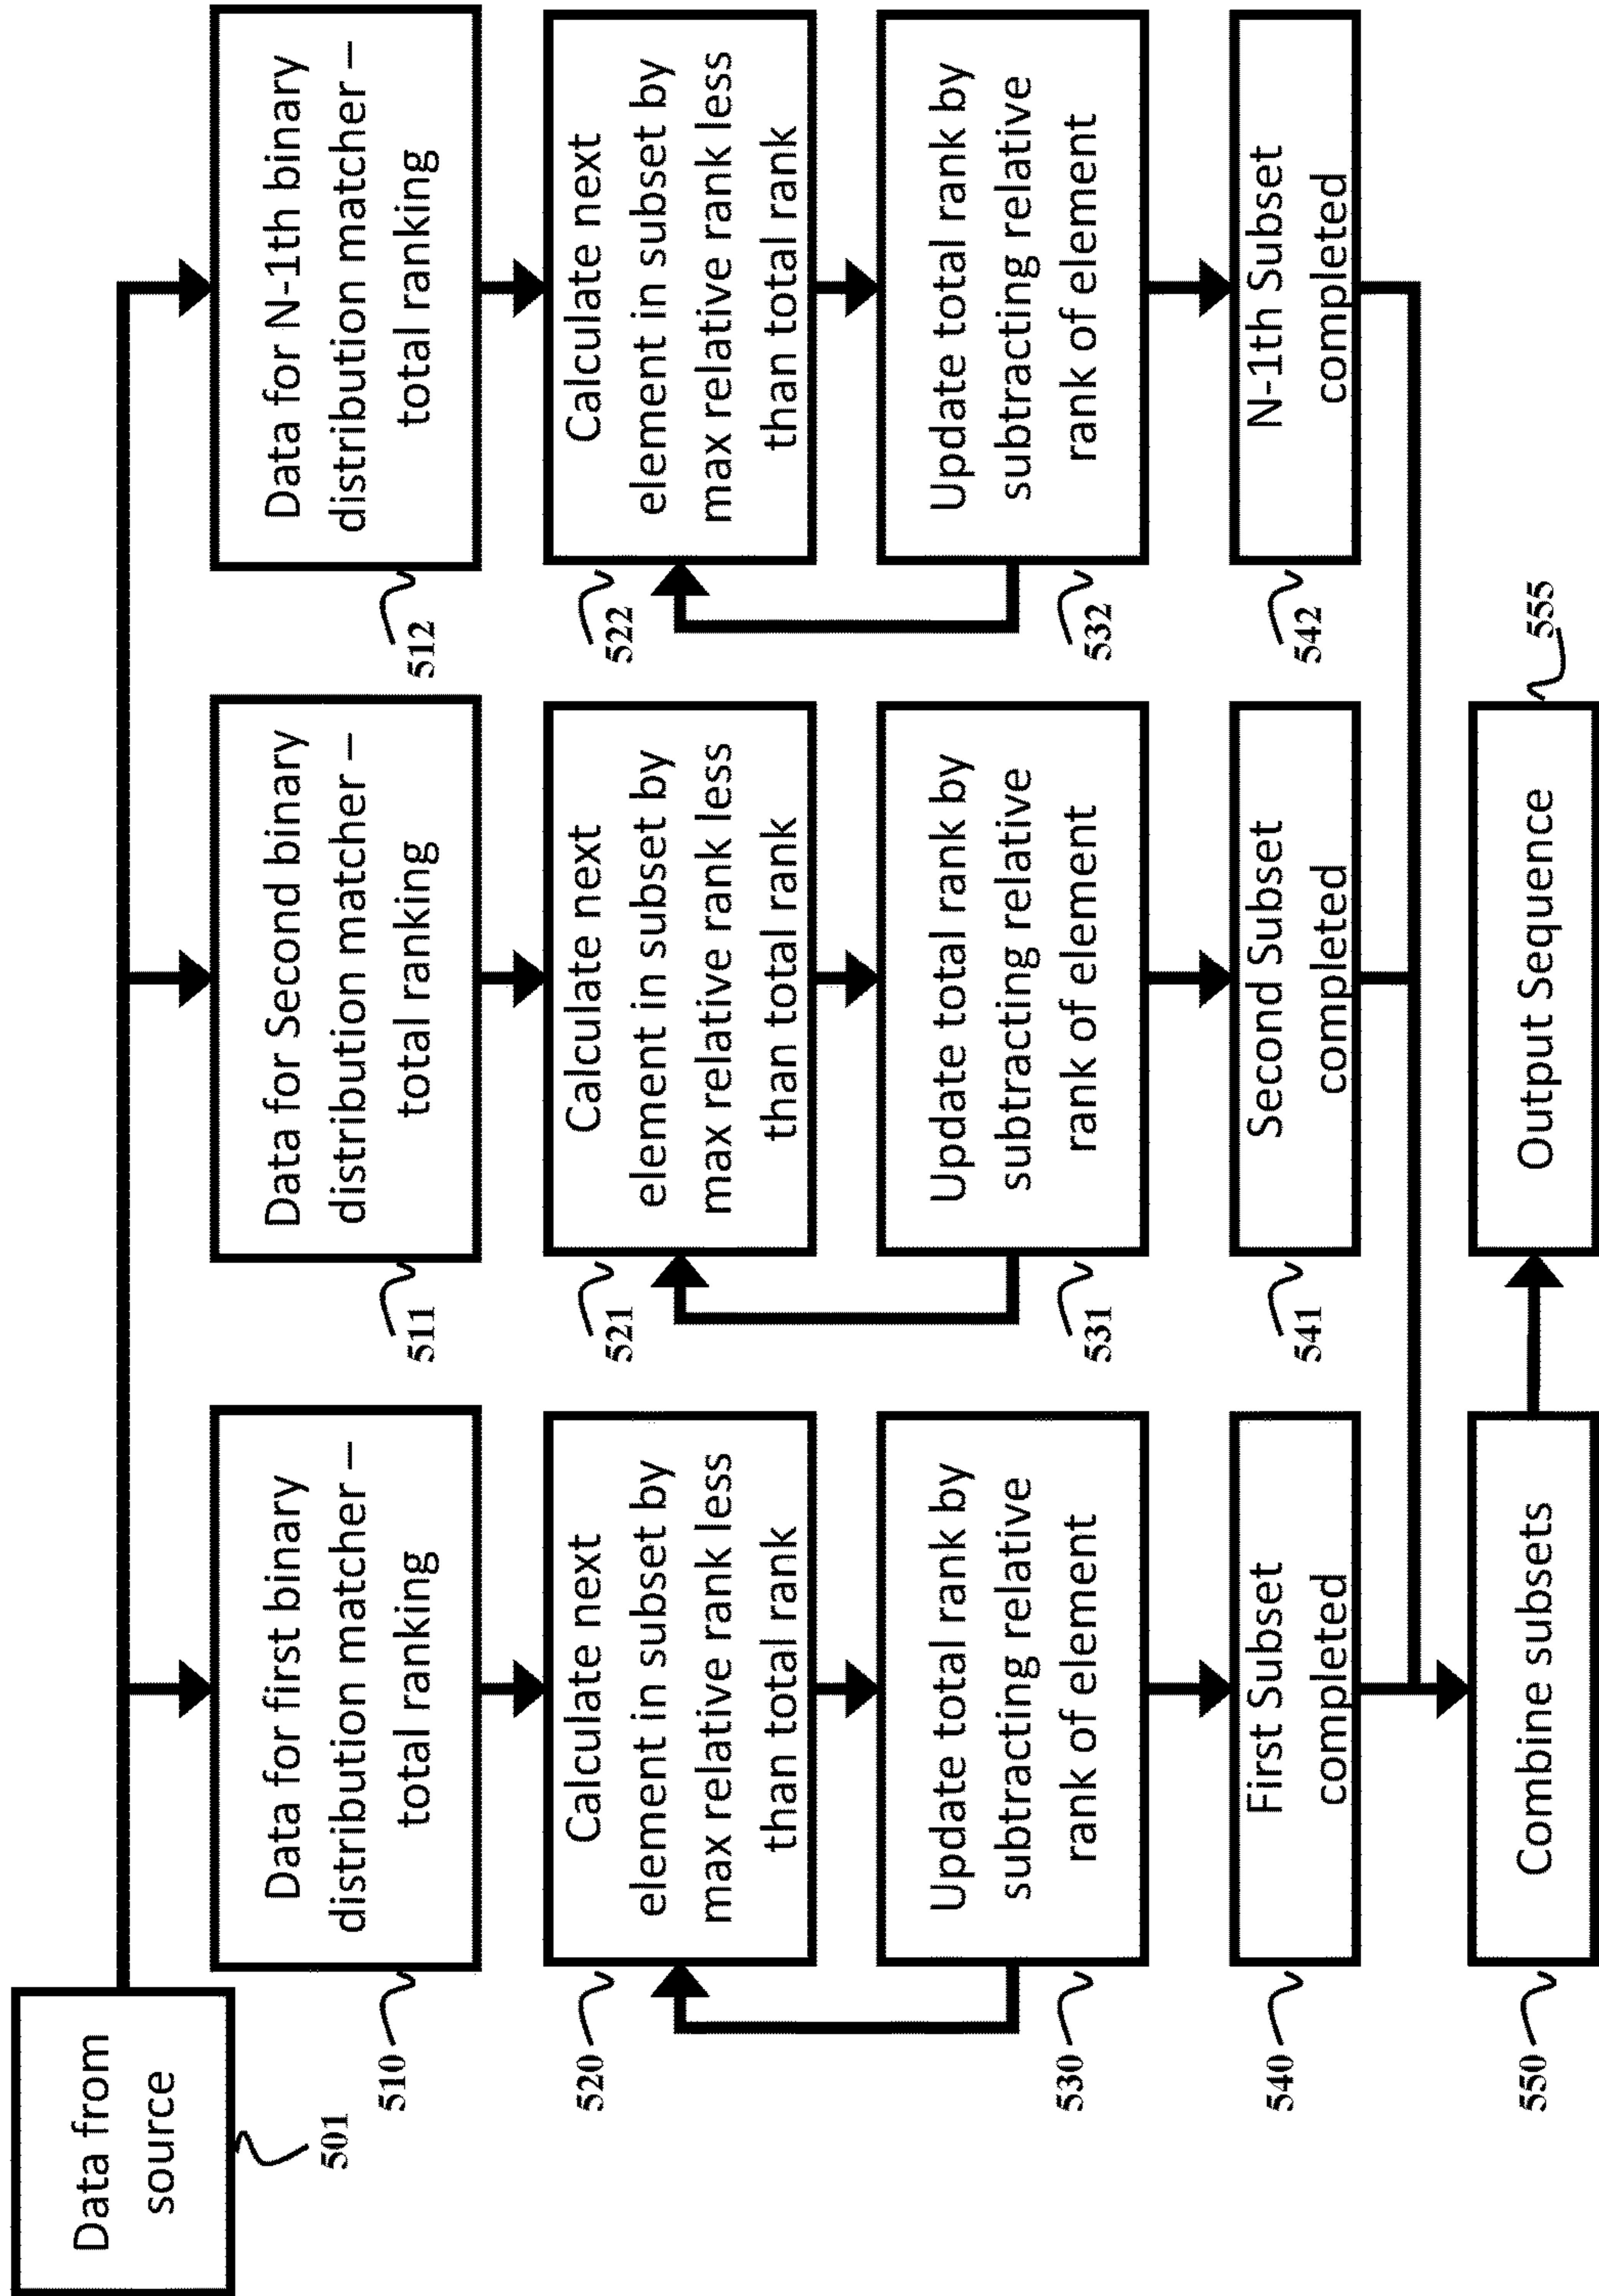 Data from
source
501
Data for first binary
distribution matcher –
total ranking
510
Data for Second binary
distribution matcher –
total ranking
511
Data for N-1th binary
distribution matcher –
total ranking
512
Calculate next
element in subset by
max relative rank less
than total rank
520
Calculate next
element in subset by
max relative rank less
than total rank
521
Calculate next
element in subset by
max relative rank less
than total rank
522
Update total rank by
subtracting relative
rank of element
530
Update total rank by
subtracting relative
rank of element
531
Update total rank by
subtracting relative
rank of element
532
First Subset
completed
540
Second Subset
completed
541
N-1th Subset
completed
542
Combine subsets
550
Output Sequence
555